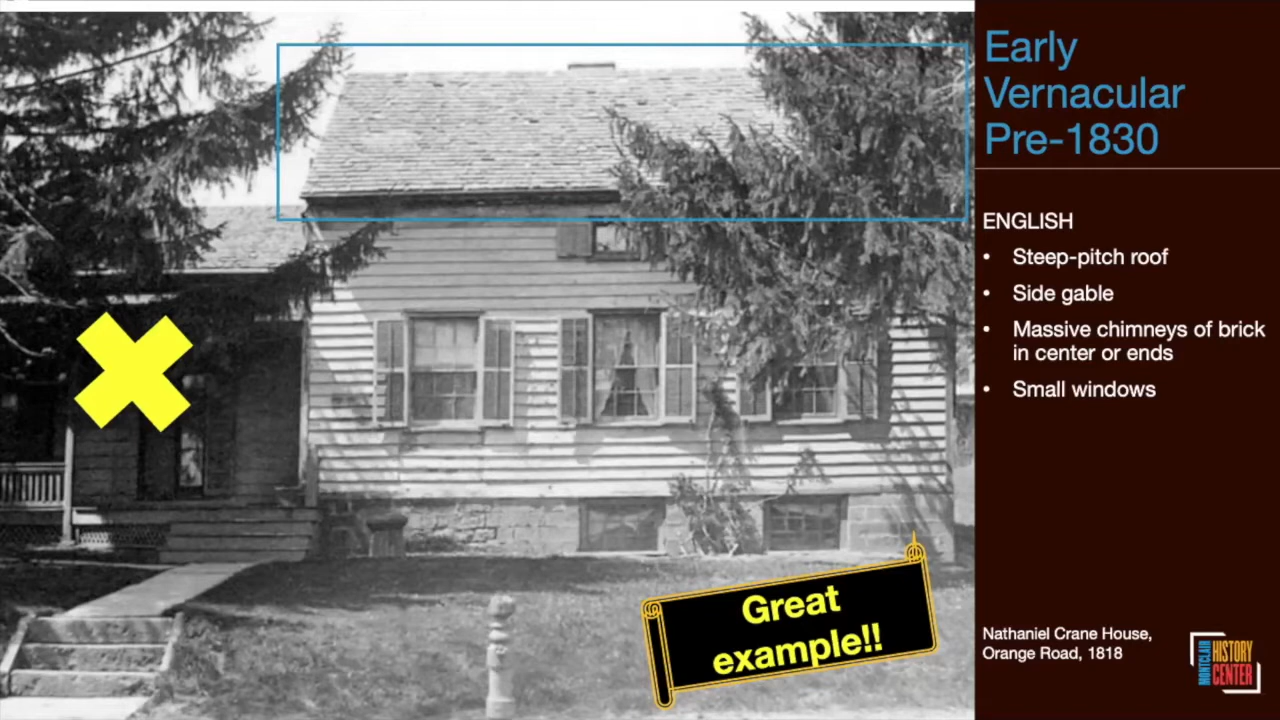 Early
Vernacular
Pre-1830
ENGLISH
• Steep-pitch roof
• Side gable
• Massive chimneys of brick
in center or ends
• Small windows
Great
example!!
Nathaniel Crane House,
Orange Road, 1818
MONTCLAIR
HISTORY
CENTER